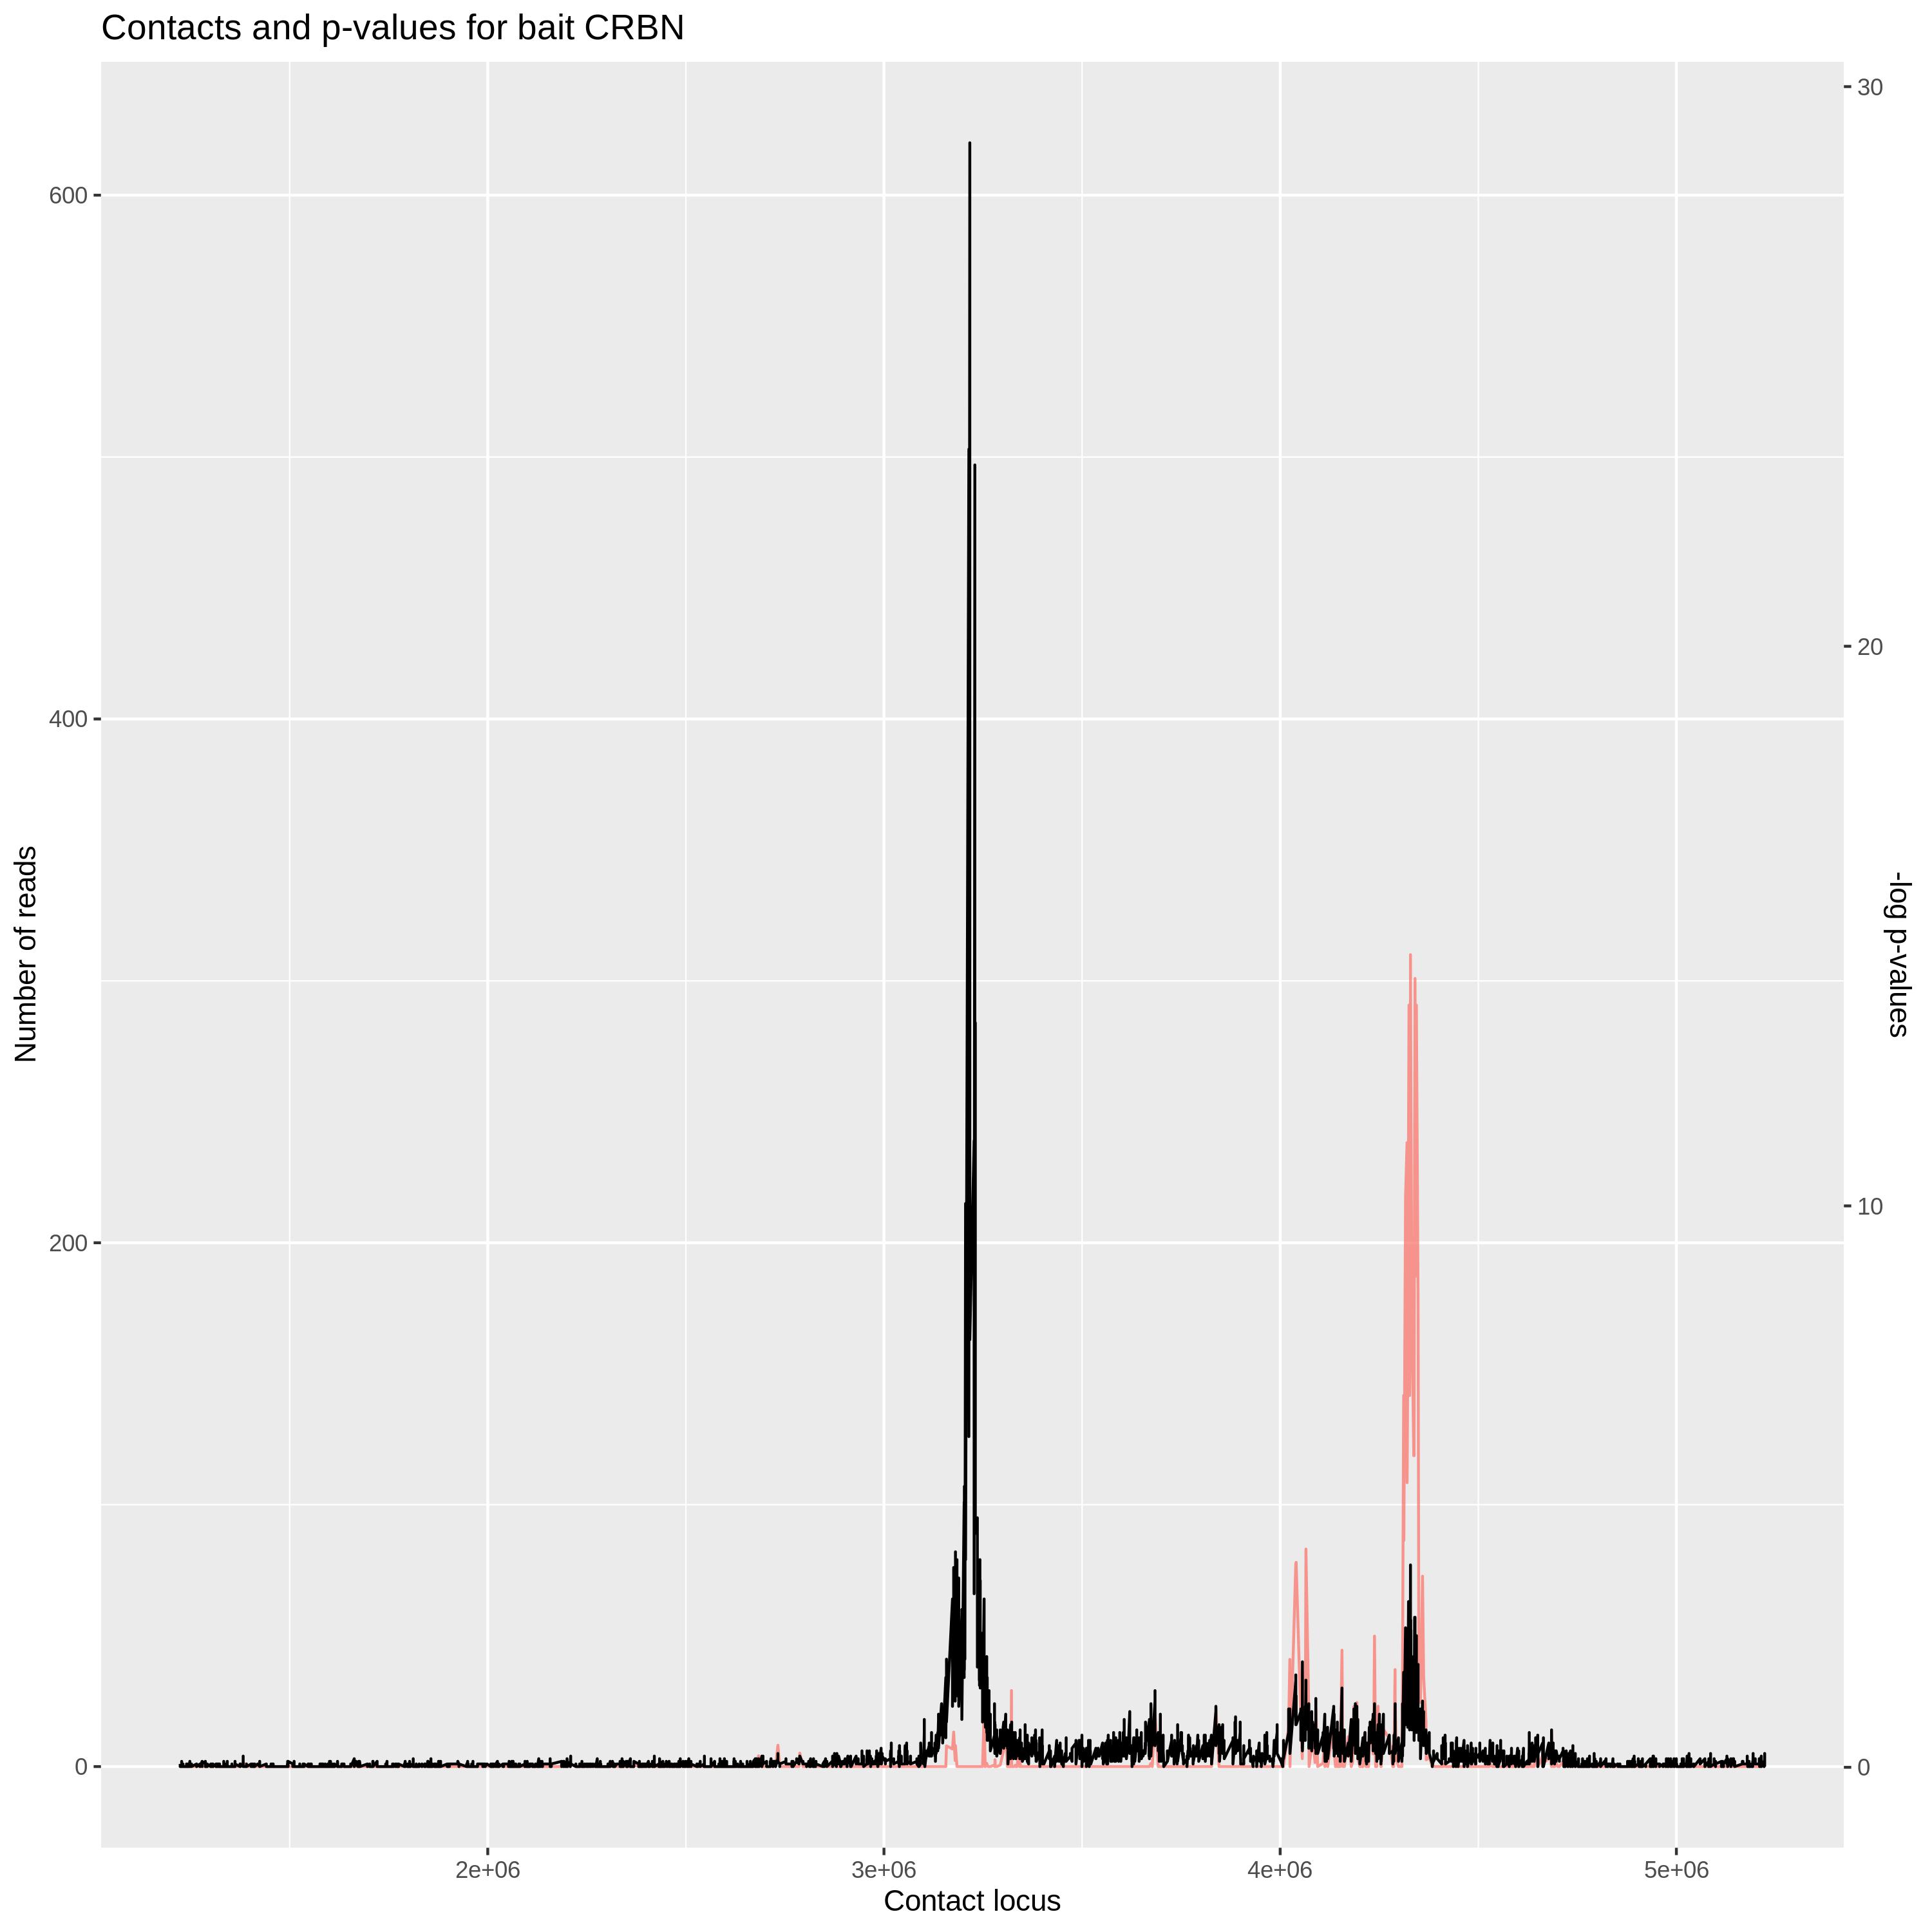 Contacts and p-values for bait CRBN
30
600
20
400
Number of reads
-log p-values
10
200
0
0
2e+06
3e+06
4e+06
5e+06
Contact locus